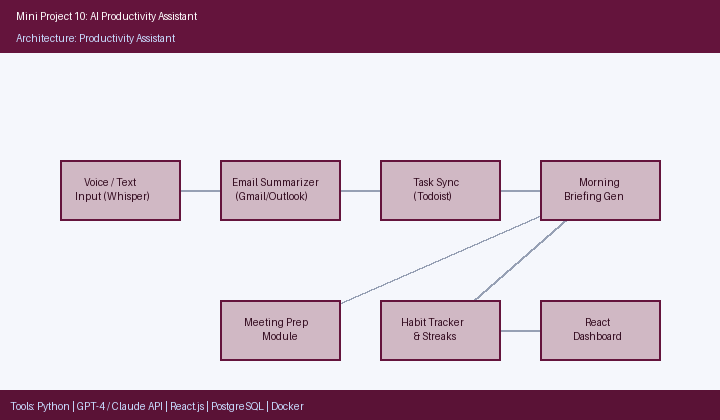 Mini Project 10: AI Productivity Assistant
Architecture: Productivity Assistant
Voice / Text
Input (Whisper)
Email Summarizer
(Gmail/Outlook)
Task Sync
(Todoist)
Morning
Briefing Gen
Meeting Prep
Module
Habit Tracker
& Streaks
React
Dashboard
Tools: Python | GPT-4 / Claude API | React.js | PostgreSQL | Docker